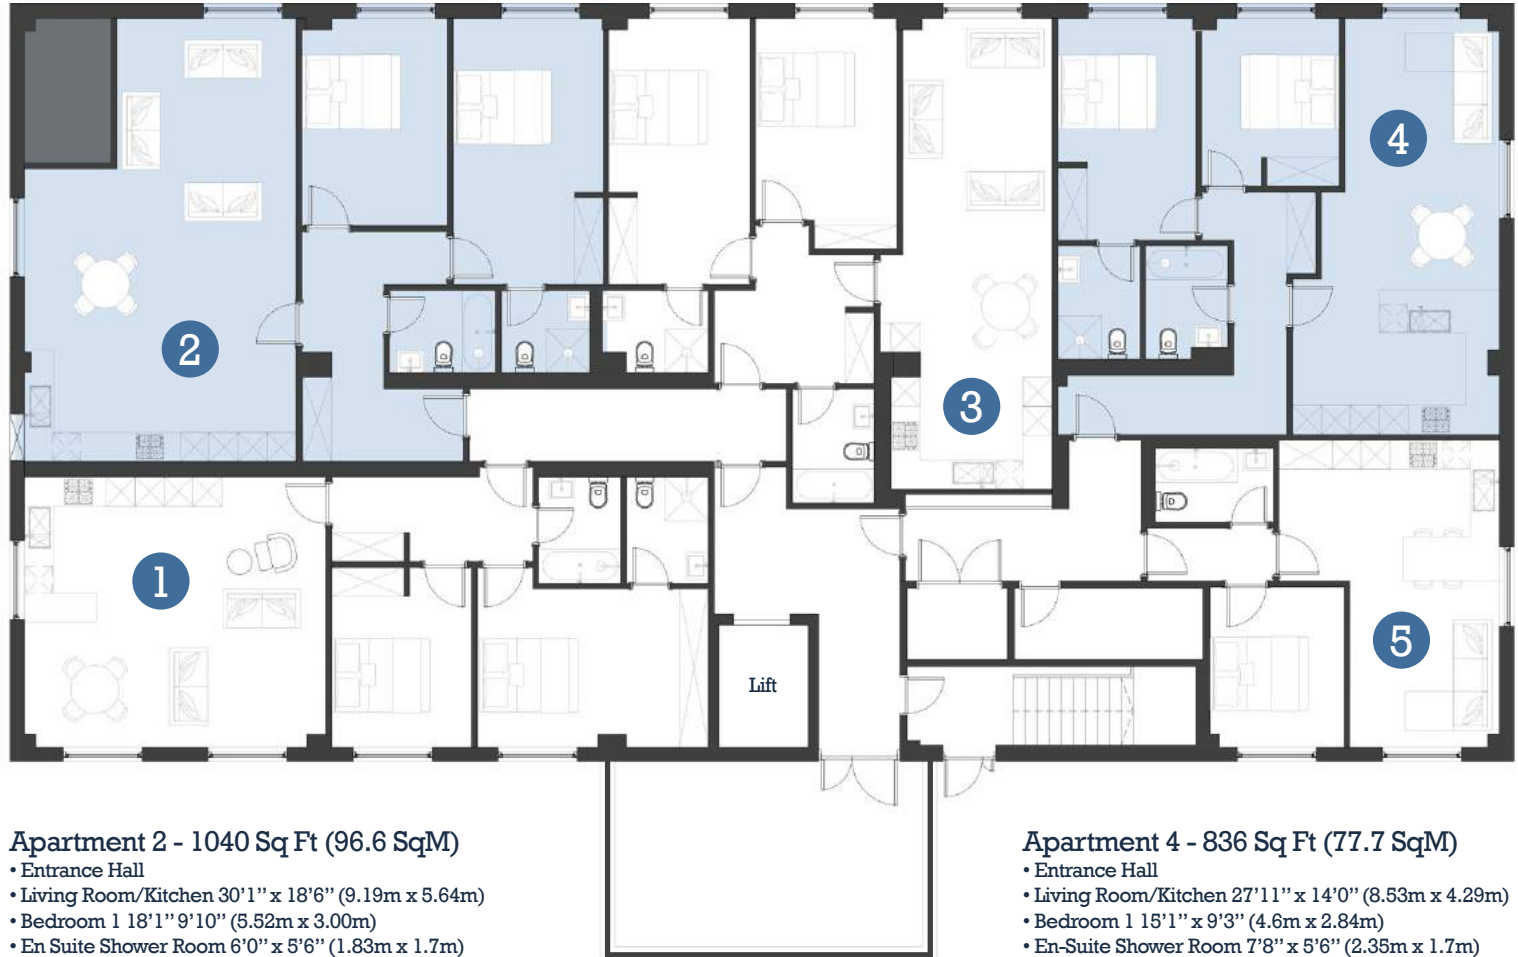 2
3
4
1
5
Lift
Apartment 2 - 1040 Sq Ft (96.6 SqM)
• Entrance Hall
• Living Room/Kitchen 30’1’’ x 18’6’’ (9.19m x 5.64m)
• Bedroom 1 18’1’’ 9’10’’ (5.52m x 3.00m)
• En Suite Shower Room 6’0’’ x 5’6’’ (1.83m x 1.7m)
Apartment 4 - 836 Sq Ft (77.7 SqM)
• Entrance Hall
• Living Room/Kitchen 27’11’’ x 14’0’’ (8.53m x 4.29m)
• Bedroom 1 15’1’’ x 9’3’’ (4.6m x 2.84m)
• En-Suite Shower Room 7’8’’ x 5’6’’ (2.35m x 1.7m)